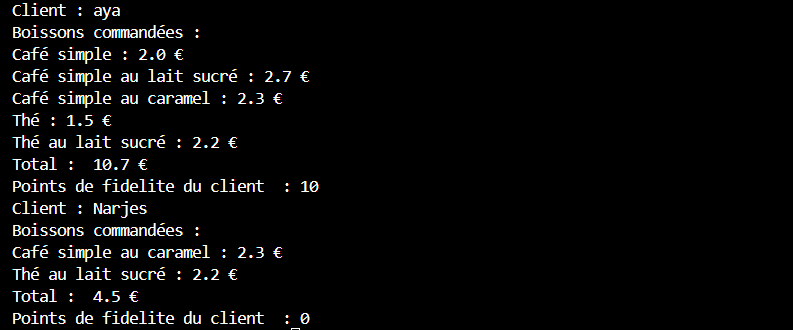 Client : aya
Boissons commandées :
Café simple : 2.0 €
Café simple au lait sucré : 2.7 €
Café simple au caramel : 2.3 €
Thé : 1.5 €
Thé au lait sucré : 2.2 €
Total :  10.7 €
Points de fidelite du client  : 10
Client : Narjes
Boissons commandées :
Café simple au caramel : 2.3 €
Thé au lait sucré : 2.2 €
Total :  4.5 €
Points de fidelite du client  : 0